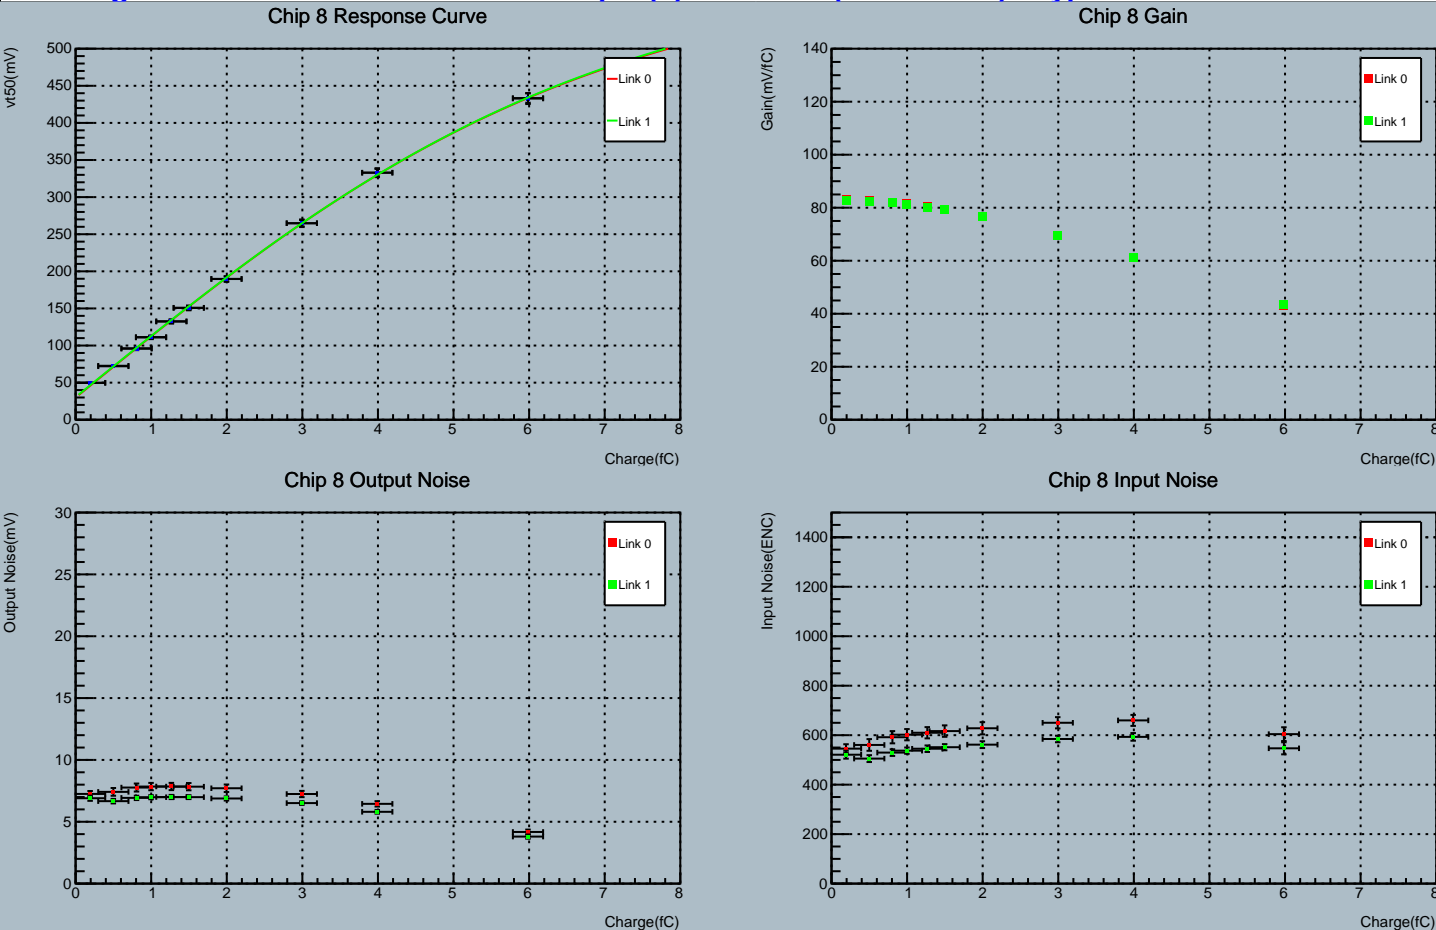 Chip 8 Response Curve
vt50(mV)
500
450
400
350
300
250
200
150
100
50
0
0 1 2 3 4 5 6 7 8
Charge(fC)
Link 0
Link 1
Chip 8 Gain
Gain(mV/fC)
140
120
100
80
60
40
20
0
0 1 2 3 4 5 6 7 8
Charge(fC)
Link 0
Link 1
Chip 8 Output Noise
Output Noise(mV)
30
25
20
15
10
5
0
0 1 2 3 4 5 6 7 8
Charge(fC)
Link 0
Link 1
Chip 8 Input Noise
Input Noise(ENC)
1400
1200
1000
800
600
400
200
0
0 1 2 3 4 5 6 7 8
Charge(fC)
Link 0
Link 1